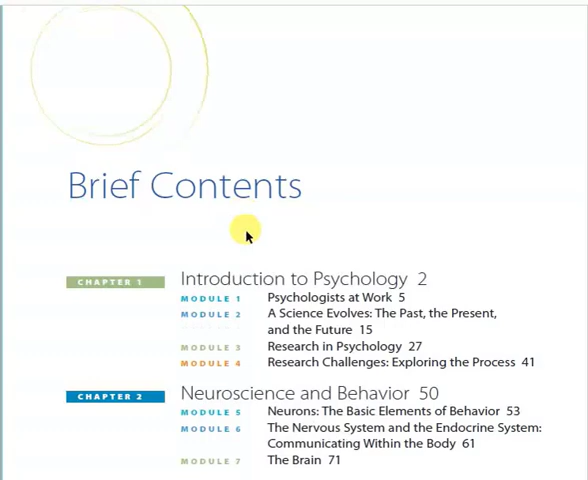 Brief Contents
CHAPTER 1 Introduction to Psychology 2
MODULE 1 Psychologists at Work 5
MODULE 2 A Science Evolves: The Past, the Present,
and the Future 15
MODULE 3 Research in Psychology 27
MODULE 4 Research Challenges: Exploring the Process 41
CHAPTER 2 Neuroscience and Behavior 50
MODULE 5 Neurons: The Basic Elements of Behavior 53
MODULE 6 The Nervous System and the Endocrine System:
Communicating Within the Body 61
MODULE 7 The Brain 71